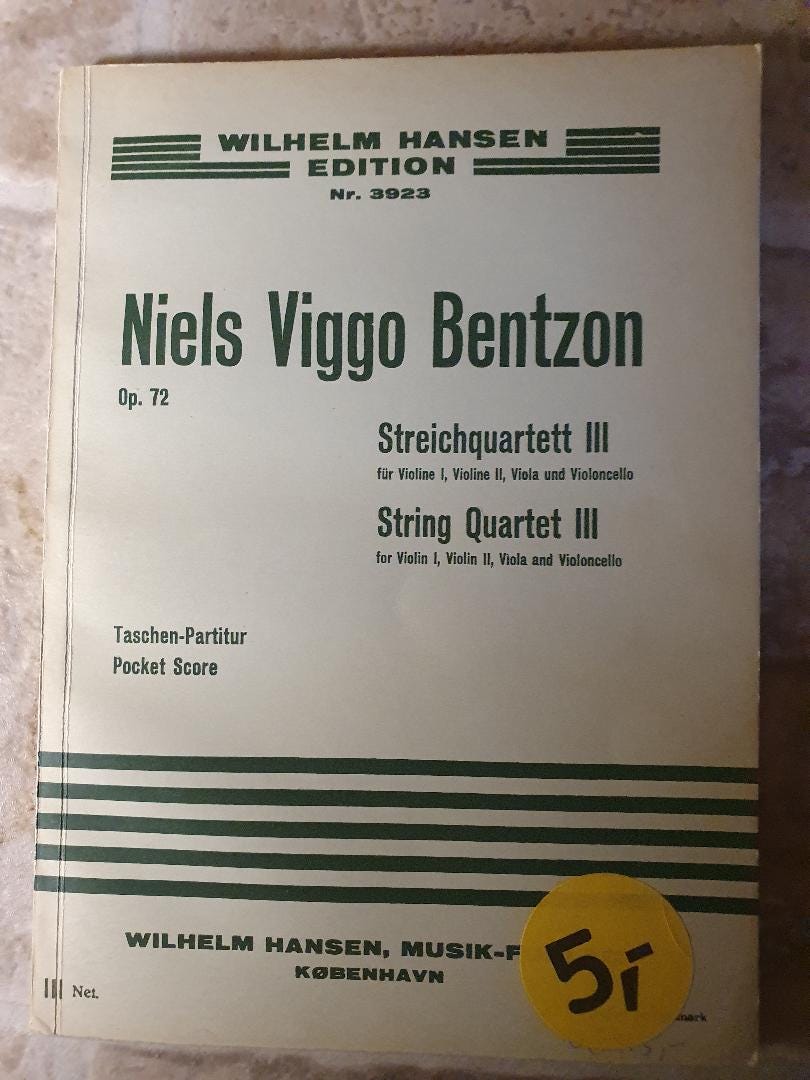 WILHELM HANSEN
EDITION
Nr. 3923
Niels Viggo Bentzon
Op. 72
Streichquartett III
für Violine I, Violine II, Viola und Violoncello
String Quartet III
for Violin I, Violin II, Viola and Violoncello
Taschen-Partitur
Pocket Score
WILHELM HANSEN, MUSIK-F
KØBENHAVN
III Net.
5,-